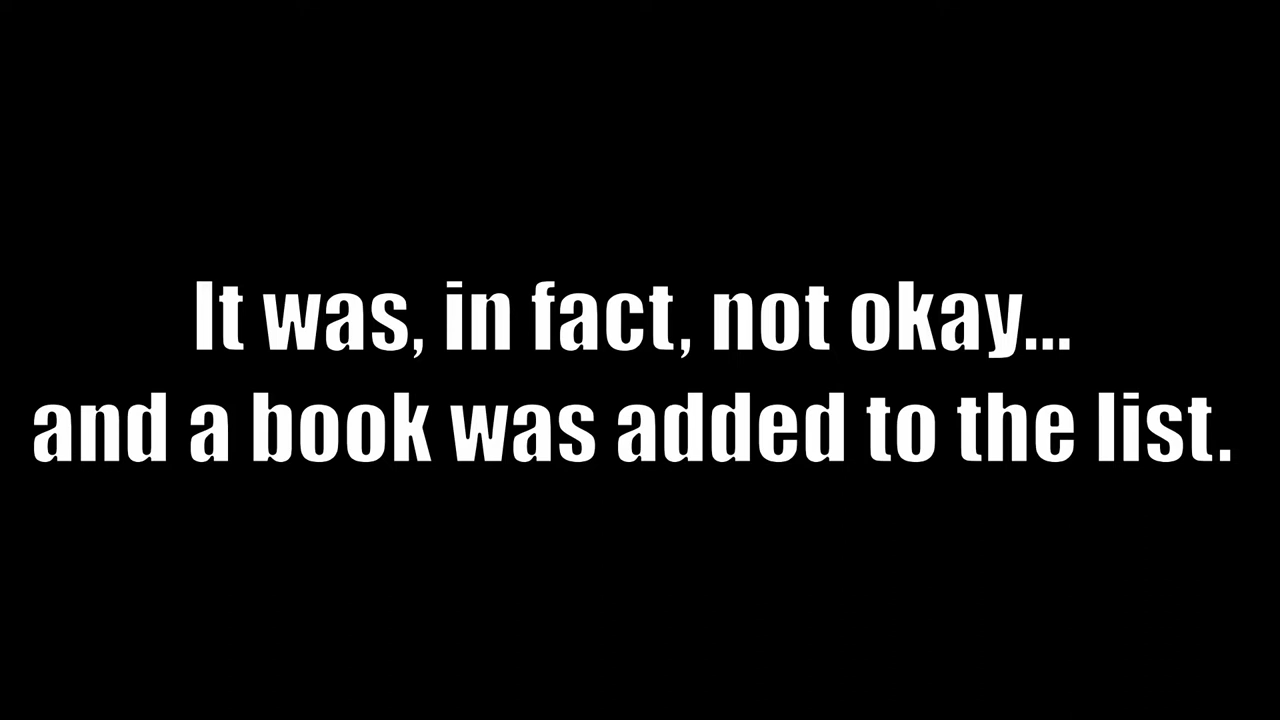 It was, in fact, not okay...
and a book was added to the list.